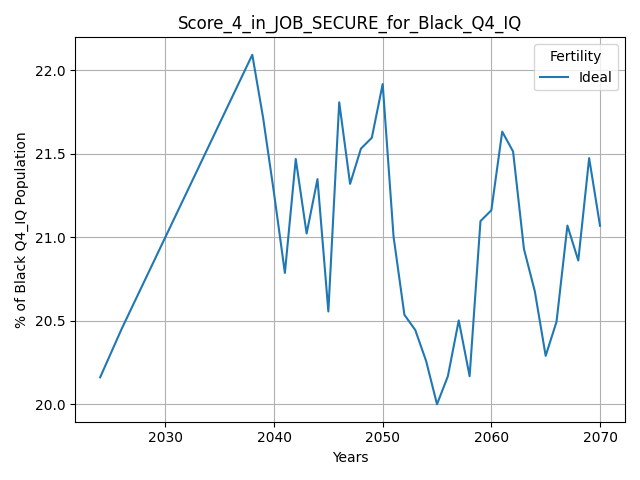 Score_4_in_JOB_SECURE_for_Black_Q4_IQ
Fertility
Ideal
% of Black Q4_IQ Population
22.0
21.5
21.0
20.5
20.0
2030 2040 2050 2060 2070
Years